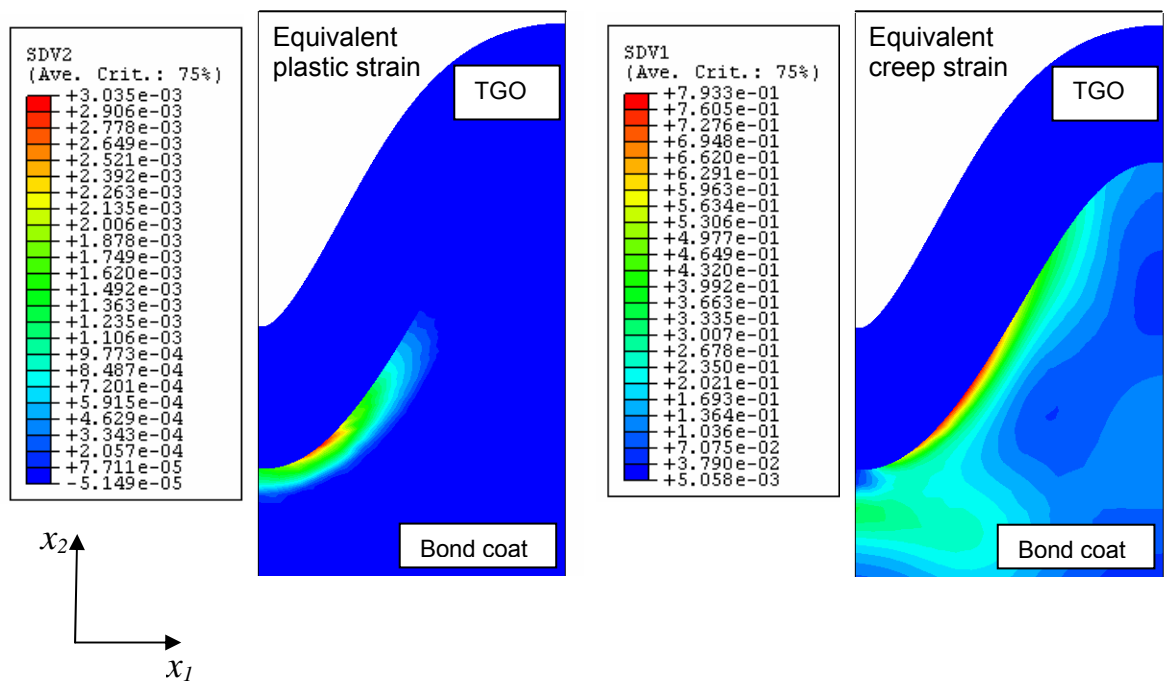 SDV2
(Ave. Crit.: 75%)
+3.035e-03
+2.906e-03
+2.778e-03
+2.649e-03
+2.521e-03
+2.392e-03
+2.263e-03
+2.135e-03
+2.006e-03
+1.878e-03
+1.749e-03
+1.620e-03
+1.492e-03
+1.363e-03
+1.235e-03
+1.106e-03
+9.773e-04
+8.487e-04
+7.201e-04
+5.915e-04
+4.629e-04
+3.343e-04
+2.057e-04
+7.711e-05
-5.149e-05
Equivalent
plastic strain
TGO
Bond coat
SDV1
(Ave. Crit.: 75%)
+7.933e-01
+7.605e-01
+7.276e-01
+6.948e-01
+6.620e-01
+6.291e-01
+5.963e-01
+5.634e-01
+5.306e-01
+4.977e-01
+4.649e-01
+4.320e-01
+3.992e-01
+3.663e-01
+3.335e-01
+3.007e-01
+2.678e-01
+2.350e-01
+2.021e-01
+1.693e-01
+1.364e-01
+1.036e-01
+7.075e-02
+3.790e-02
+5.058e-03
Equivalent
creep strain
TGO
Bond coat
x2
x1